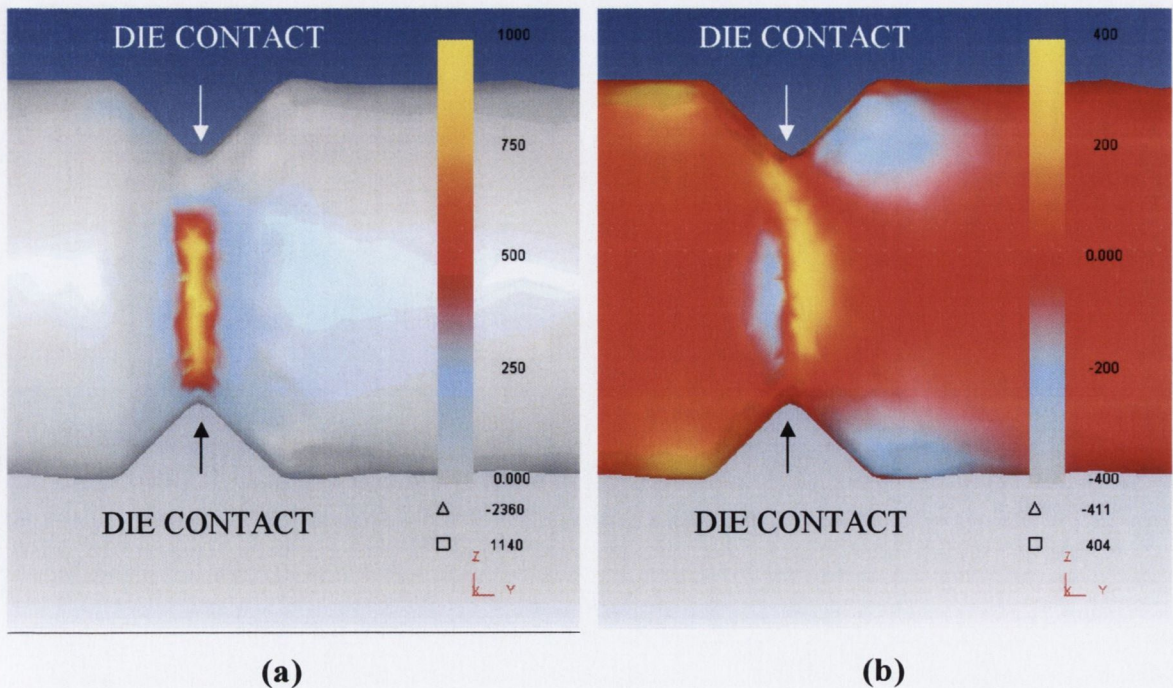 DIE CONTACT
1000
750
500
250
0.000
-2360
1140
Z
X Y
DIE CONTACT
(a)
DIE CONTACT
400
200
0.000
-200
-400
-411
404
Z
X Y
DIE CONTACT
(b)